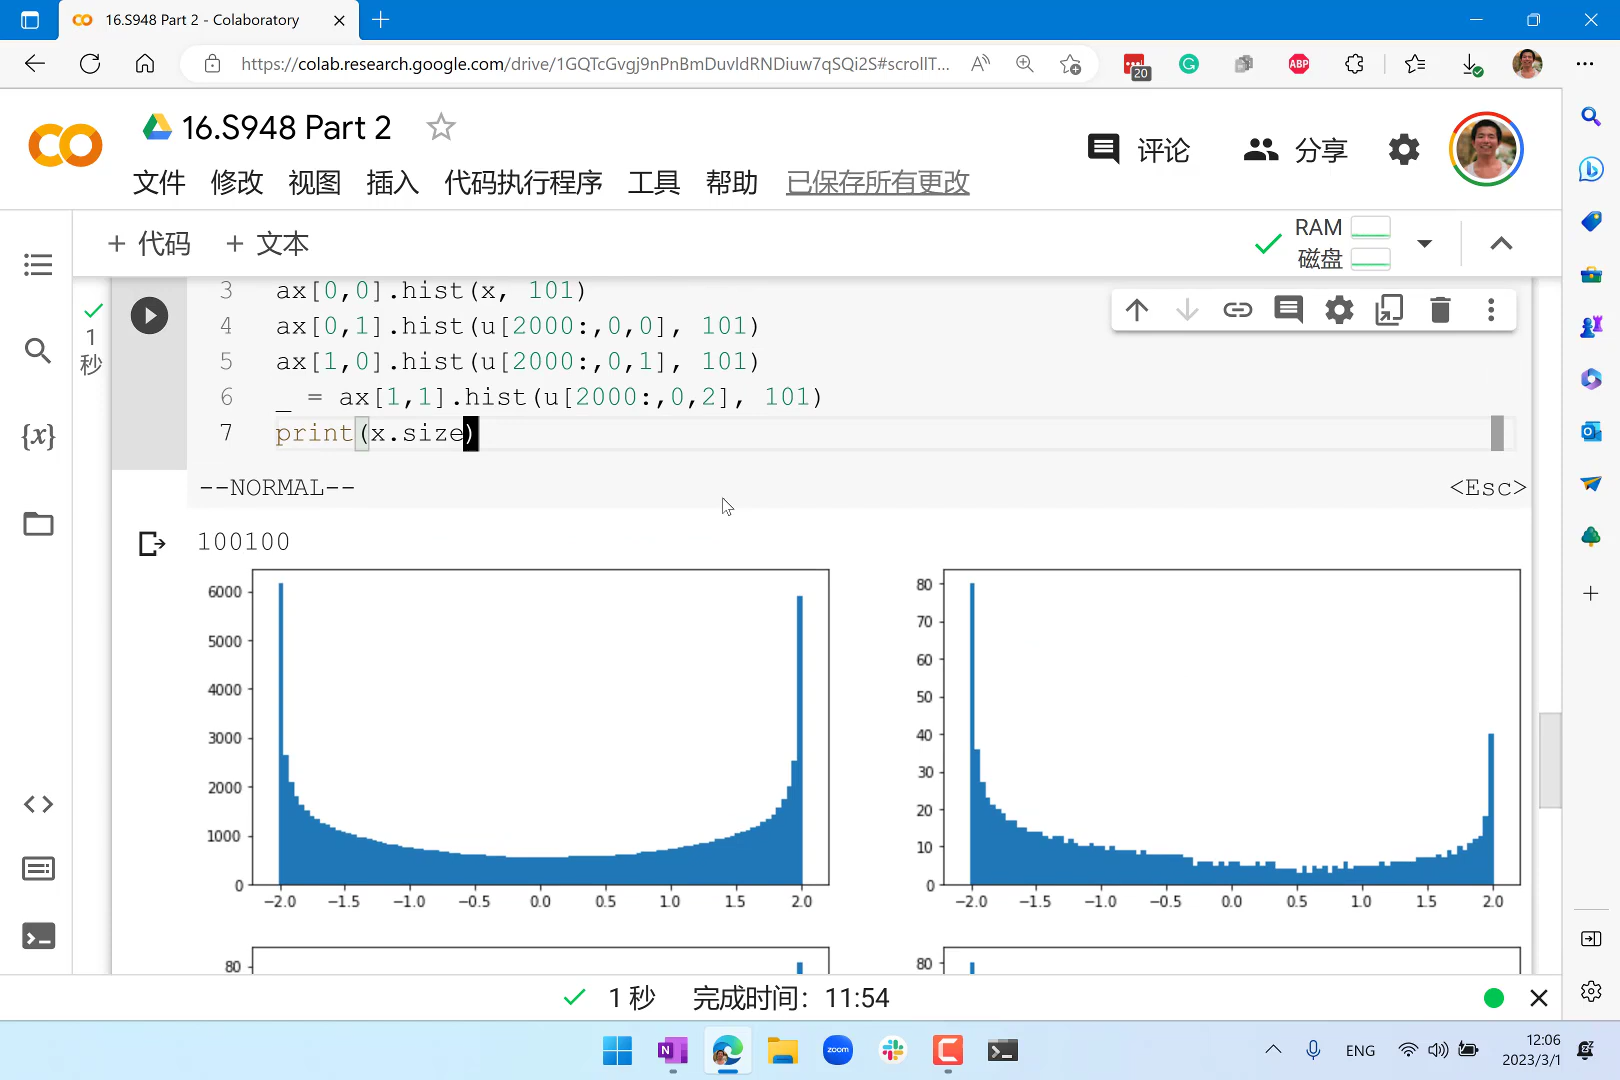 16.S948 Part 2 - Colaboratory
https://colab.research.google.com/drive/1GQTcGvgj9nPnBmDuvldRNDiuw7qSQi2S#scrollT...
20
ABP
16.S948 Part 2
评论
分享
文件 修改 视图 插入 代码执行程序 工具 帮助 已保存所有更改
+ 代码 + 文本
RAM
磁盘
1
秒
3 ax[0,0].hist(x, 101)
4 ax[0,1].hist(u[2000:,0,0], 101)
5 ax[1,0].hist(u[2000:,0,1], 101)
6 _ = ax[1,1].hist(u[2000:,0,2], 101)
7 print(x.size)
--NORMAL-- <Esc>
100100
6000
5000
4000
3000
2000
1000
0
−2.0 −1.5 −1.0 −0.5 0.0 0.5 1.0 1.5 2.0
80
70
60
50
40
30
20
10
0
−2.0 −1.5 −1.0 −0.5 0.0 0.5 1.0 1.5 2.0
80
80
1 秒 完成时间: 11:54
zoom
ENG
12:06
2023/3/1